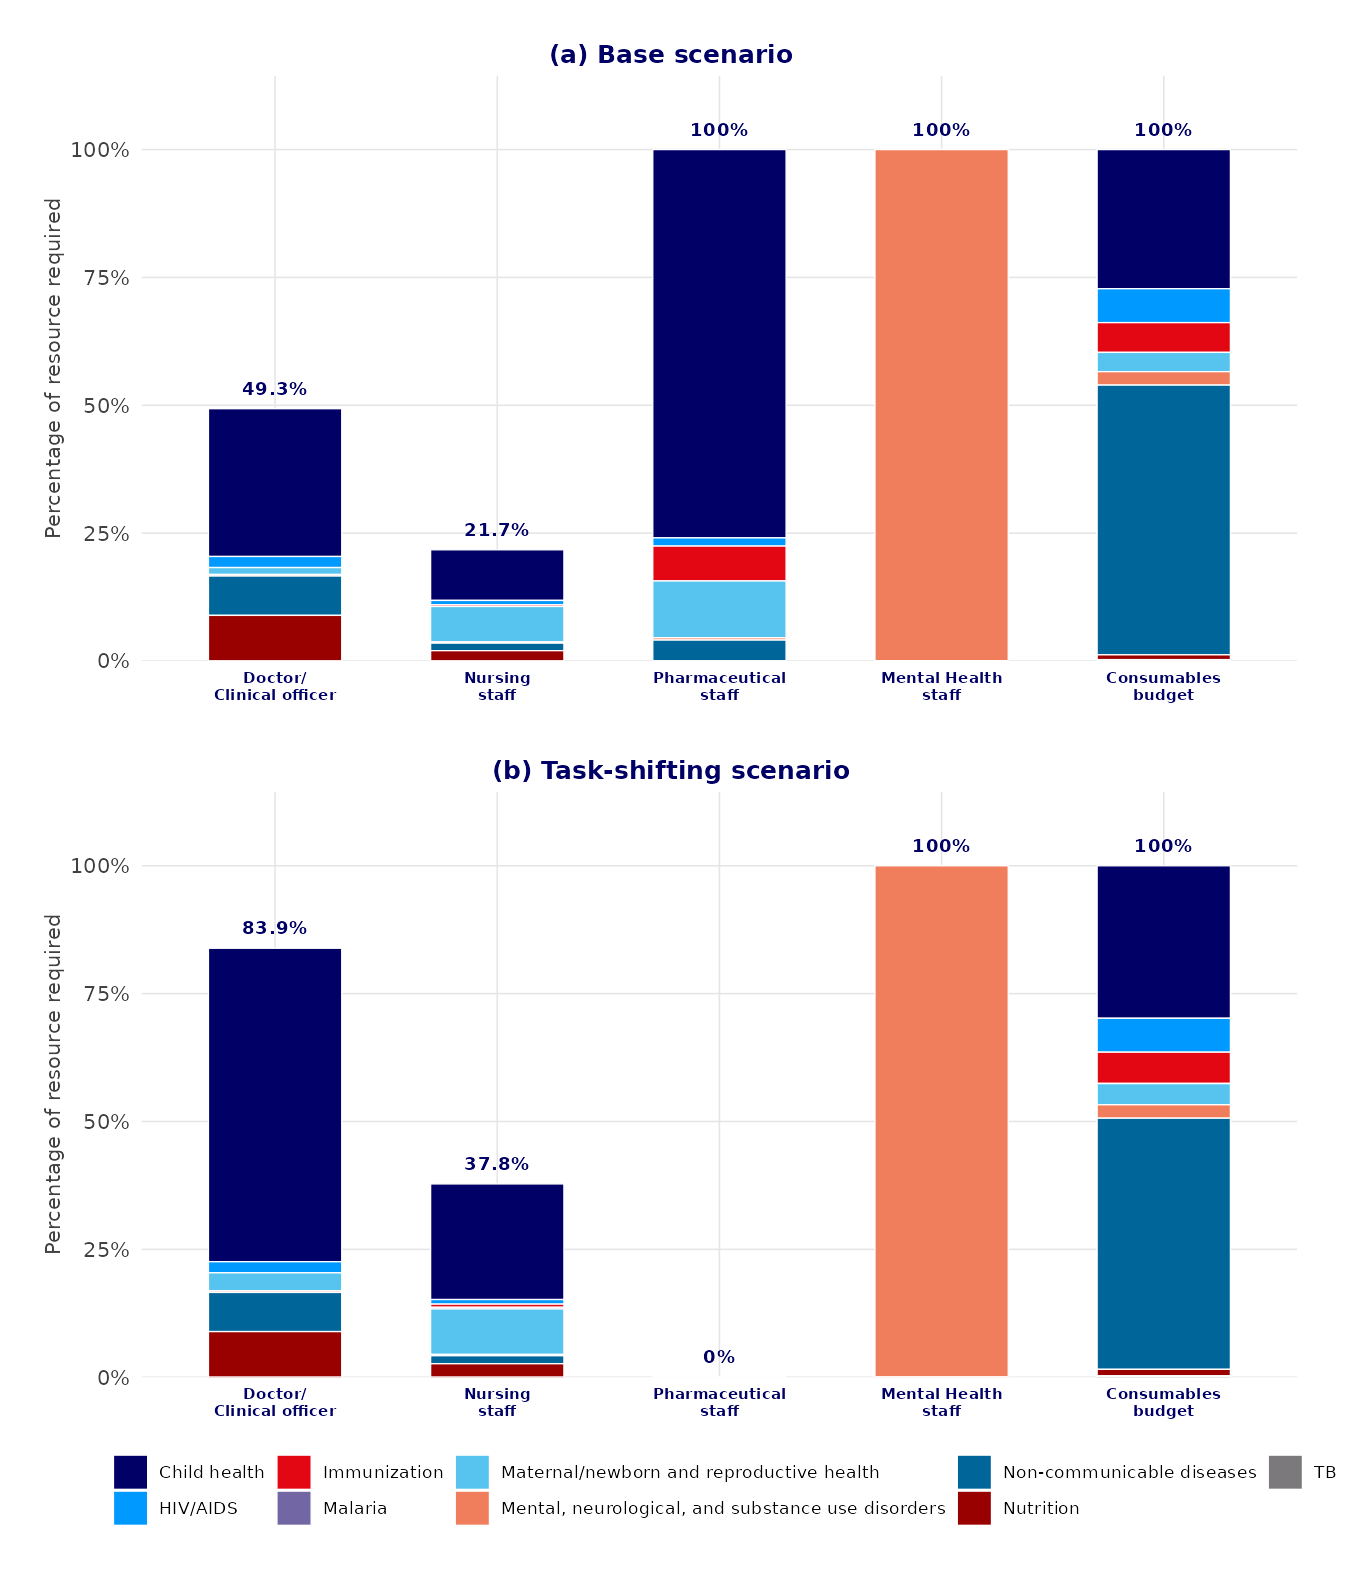 (a) Base scenario
Percentage of resource required
100%
75%
50%
25%
0%
49.3%
21.7%
100%
100%
100%
Doctor/
Clinical officer
Nursing
staff
Pharmaceutical
staff
Mental Health
staff
Consumables
budget
(b) Task-shifting scenario
Percentage of resource required
100%
75%
50%
25%
0%
83.9%
37.8%
0%
100%
100%
Doctor/
Clinical officer
Nursing
staff
Pharmaceutical
staff
Mental Health
staff
Consumables
budget
Child health
HIV/AIDS
Immunization
Malaria
Maternal/newborn and reproductive health
Mental, neurological, and substance use disorders
Non-communicable diseases
Nutrition
TB